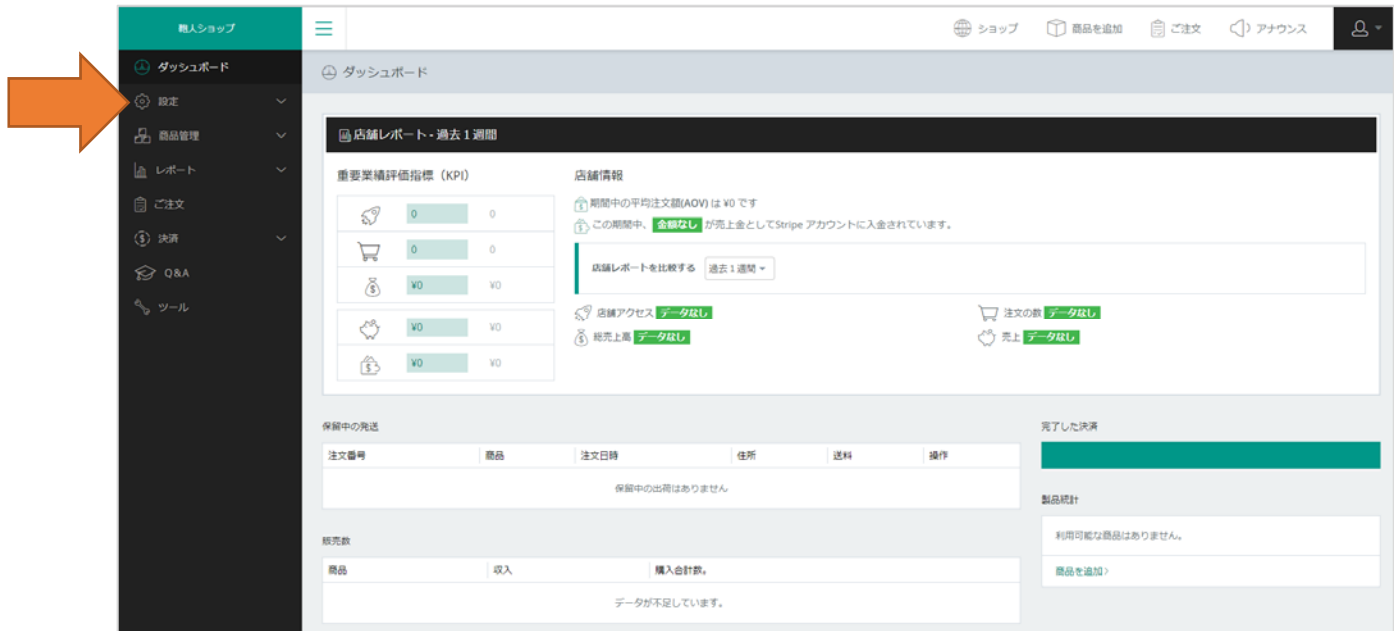 鞄人ショップ
ショップ 商品を追加 ご注文 アナウンス
ダッシュボード
設定
商品管理
レポート
ご注文
決済
Q&A
ツール
ダッシュボード
店舗レポート - 過去１週間
重要業績評価指標（KPI）
0 0
0 0
¥0 ¥0
¥0 ¥0
¥0 ¥0
店舗情報
期間中の平均注文額(AOV) は ¥0 です
この期間中、 金額なし が売上金としてStripe アカウントに入金されています。
店舗レポートを比較する 過去１週間
店舗アクセス データなし 注文の数 データなし
総売上高 データなし 売上 データなし
保留中の発送
注文番号 商品 注文日時 住所 送料 操作
保留中の出荷はありません
販売数
商品 収入 購入合計数。
データが不足しています。
完了した決済
製品統計
利用可能な商品はありません。
商品を追加>